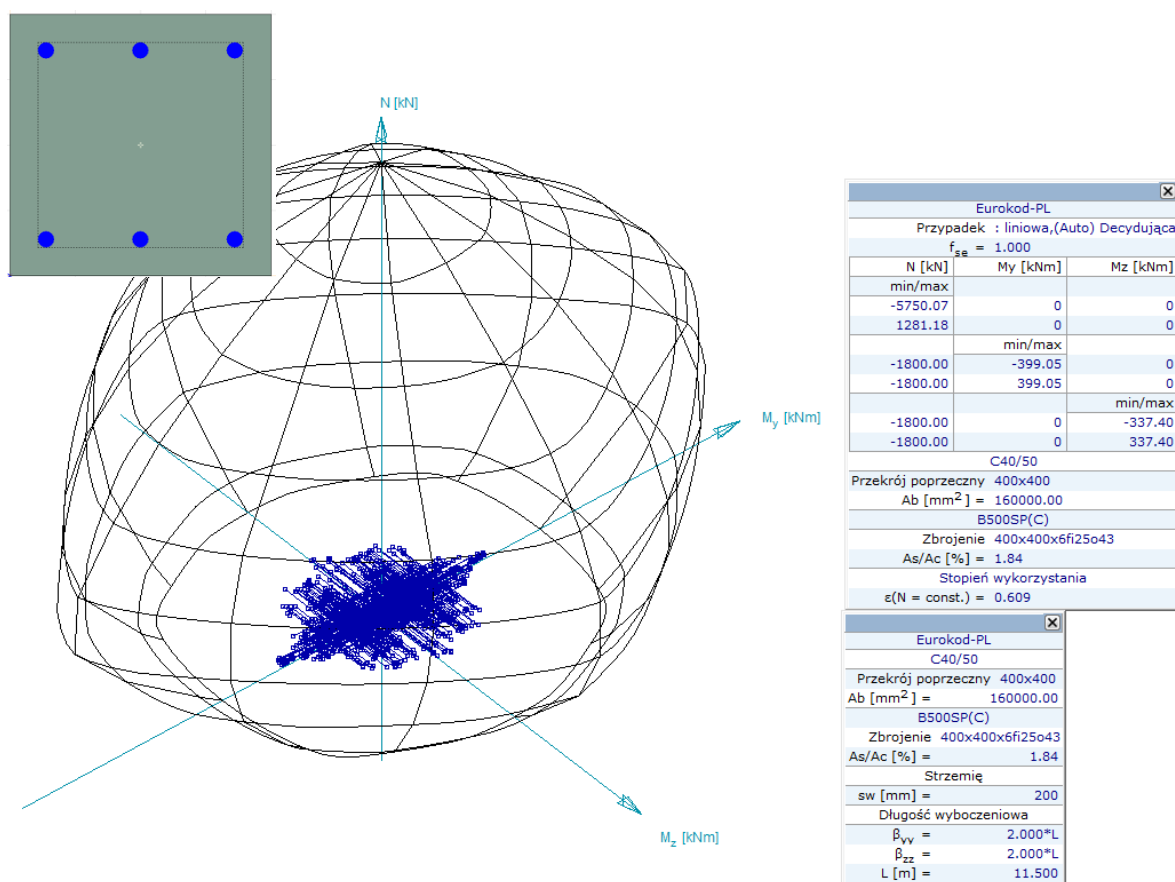 N [kN]
M_y [kNm]
M_z [kNm]
Eurokod-PL
Przypadek : liniowa,(Auto) Decydująca
f_se = 1.000
N [kN] My [kNm] Mz [kNm]
min/max
-5750.07 0 0
1281.18 0 0
min/max
-1800.00 -399.05 0
-1800.00 399.05 0
min/max
-1800.00 0 -337.40
-1800.00 0 337.40
C40/50
Przekrój poprzeczny 400x400
Ab [mm²] = 160000.00
B500SP(C)
Zbrojenie 400x400x6fi25o43
As/Ac [%] = 1.84
Stopień wykorzystania
ε(N = const.) = 0.609
Eurokod-PL
C40/50
Przekrój poprzeczny 400x400
Ab [mm²] = 160000.00
B500SP(C)
Zbrojenie 400x400x6fi25o43
As/Ac [%] = 1.84
Strzemię
sw [mm] = 200
Długość wyboczeniowa
β_yy = 2.000*L
β_zz = 2.000*L
L [m] = 11.500